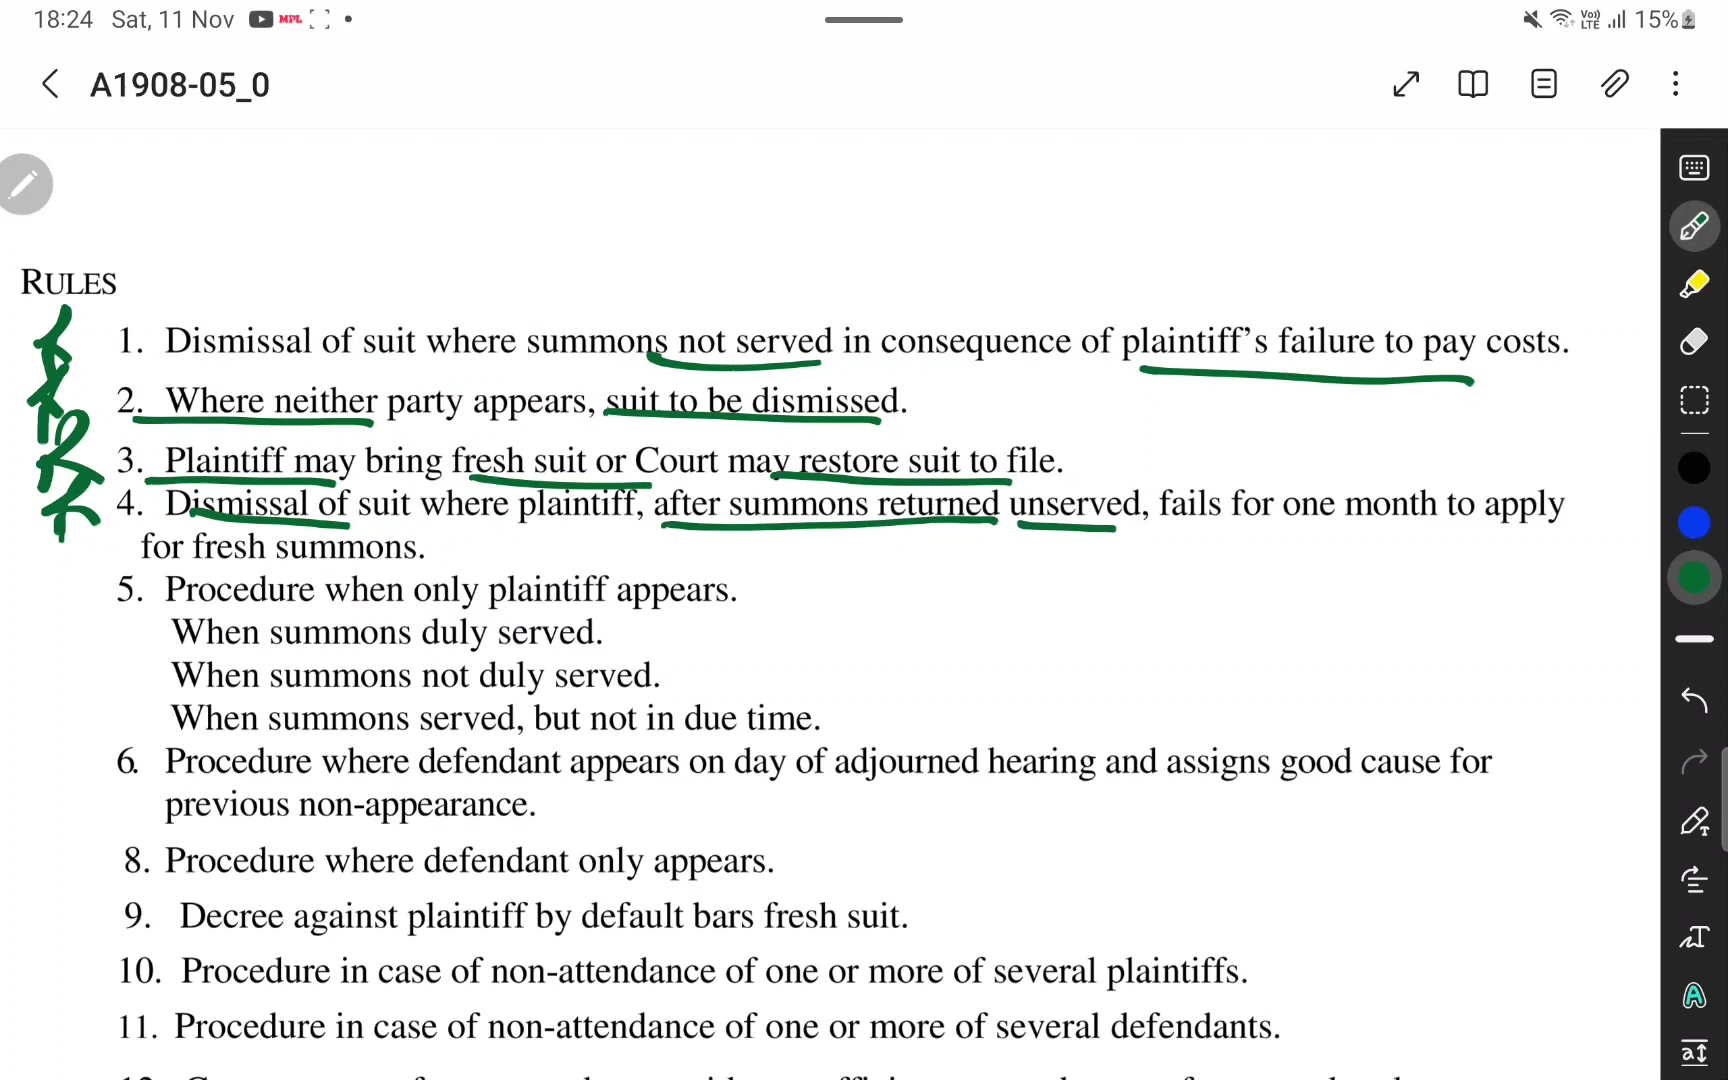 18:24 Sat, 11 Nov MPL • Vo)) LTE 15%
A1908-05_0
RULES
1. Dismissal of suit where summons not served in consequence of plaintiff's failure to pay costs.
2. Where neither party appears, suit to be dismissed.
3. Plaintiff may bring fresh suit or Court may restore suit to file.
4. Dismissal of suit where plaintiff, after summons returned unserved, fails for one month to apply
for fresh summons.
5. Procedure when only plaintiff appears.
When summons duly served.
When summons not duly served.
When summons served, but not in due time.
6. Procedure where defendant appears on day of adjourned hearing and assigns good cause for
previous non-appearance.
8. Procedure where defendant only appears.
9. Decree against plaintiff by default bars fresh suit.
10. Procedure in case of non-attendance of one or more of several plaintiffs.
11. Procedure in case of non-attendance of one or more of several defendants.